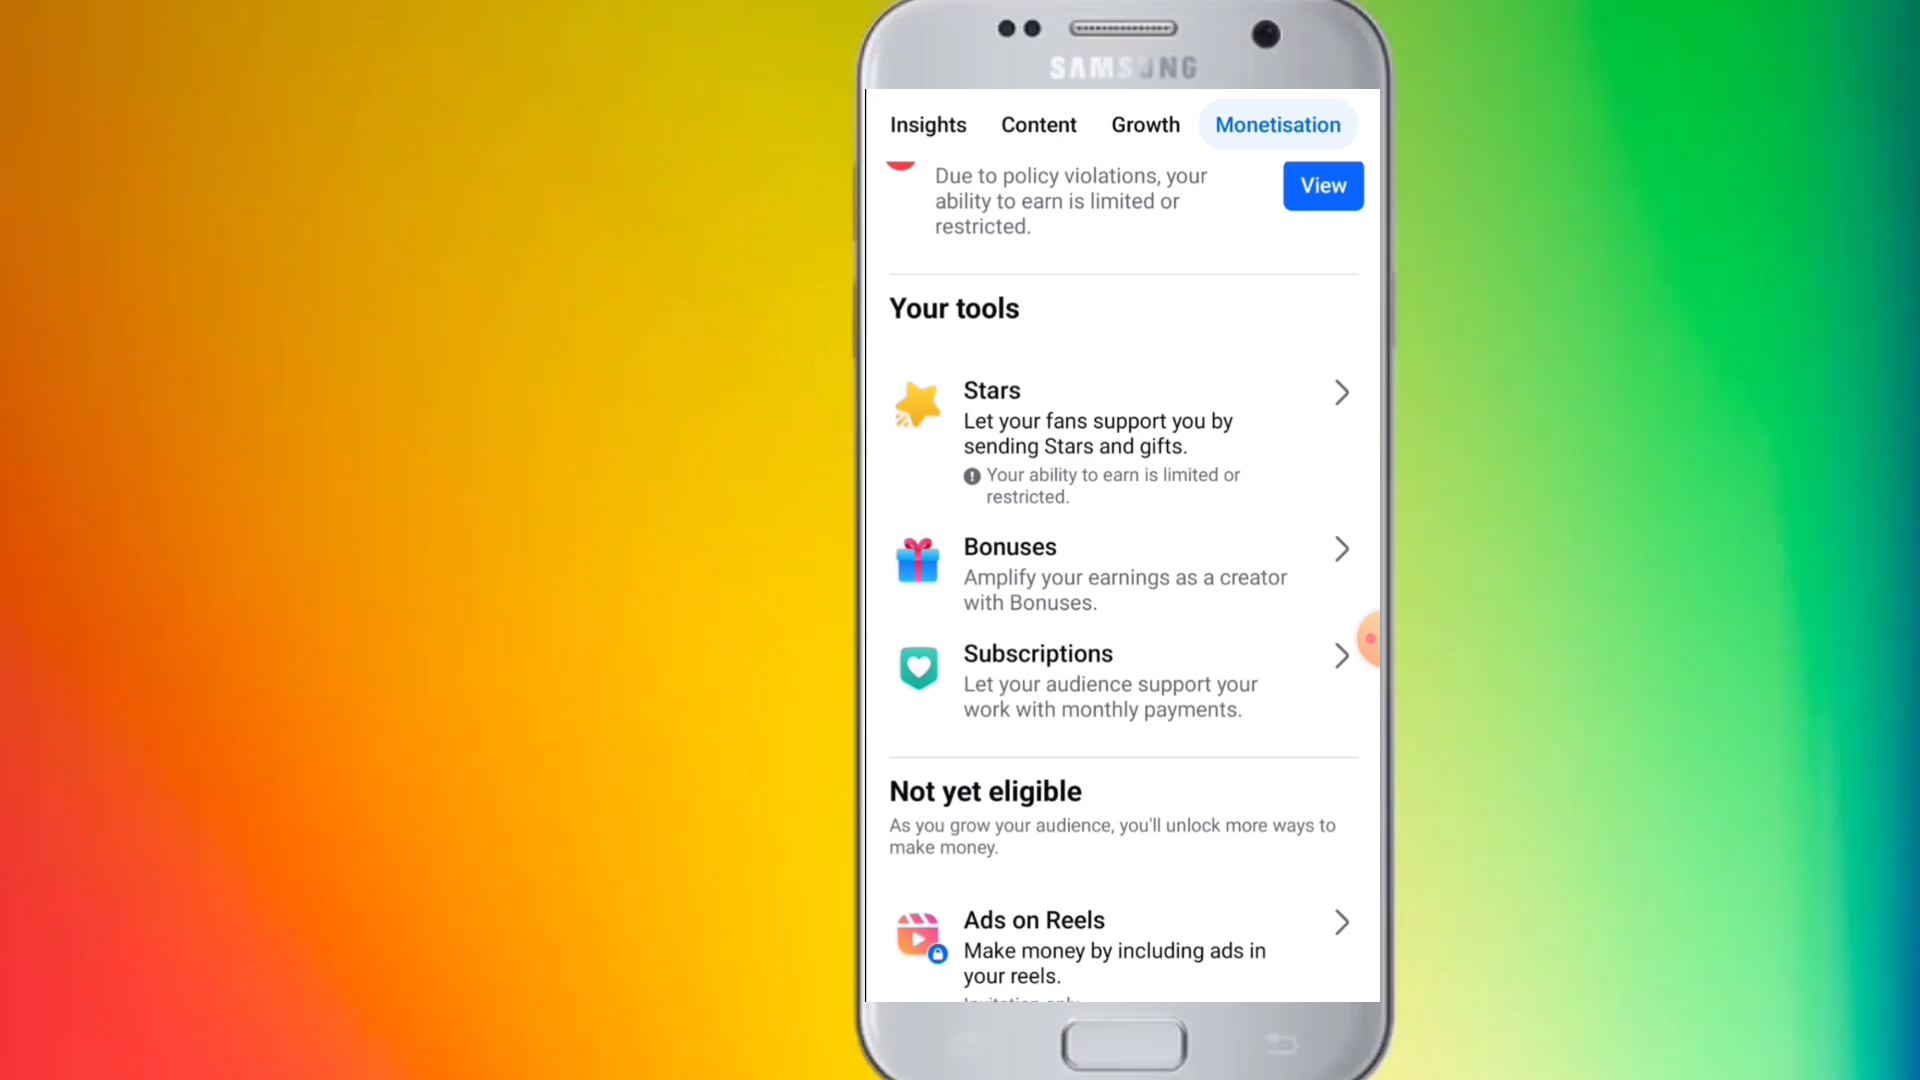 SAMSUNG
Insights Content Growth Monetisation
Due to policy violations, your
ability to earn is limited or
restricted.
View
Your tools
Stars
Let your fans support you by
sending Stars and gifts.
Your ability to earn is limited or
restricted.
Bonuses
Amplify your earnings as a creator
with Bonuses.
Subscriptions
Let your audience support your
work with monthly payments.
Not yet eligible
As you grow your audience, you'll unlock more ways to
make money.
Ads on Reels
Make money by including ads in
your reels.